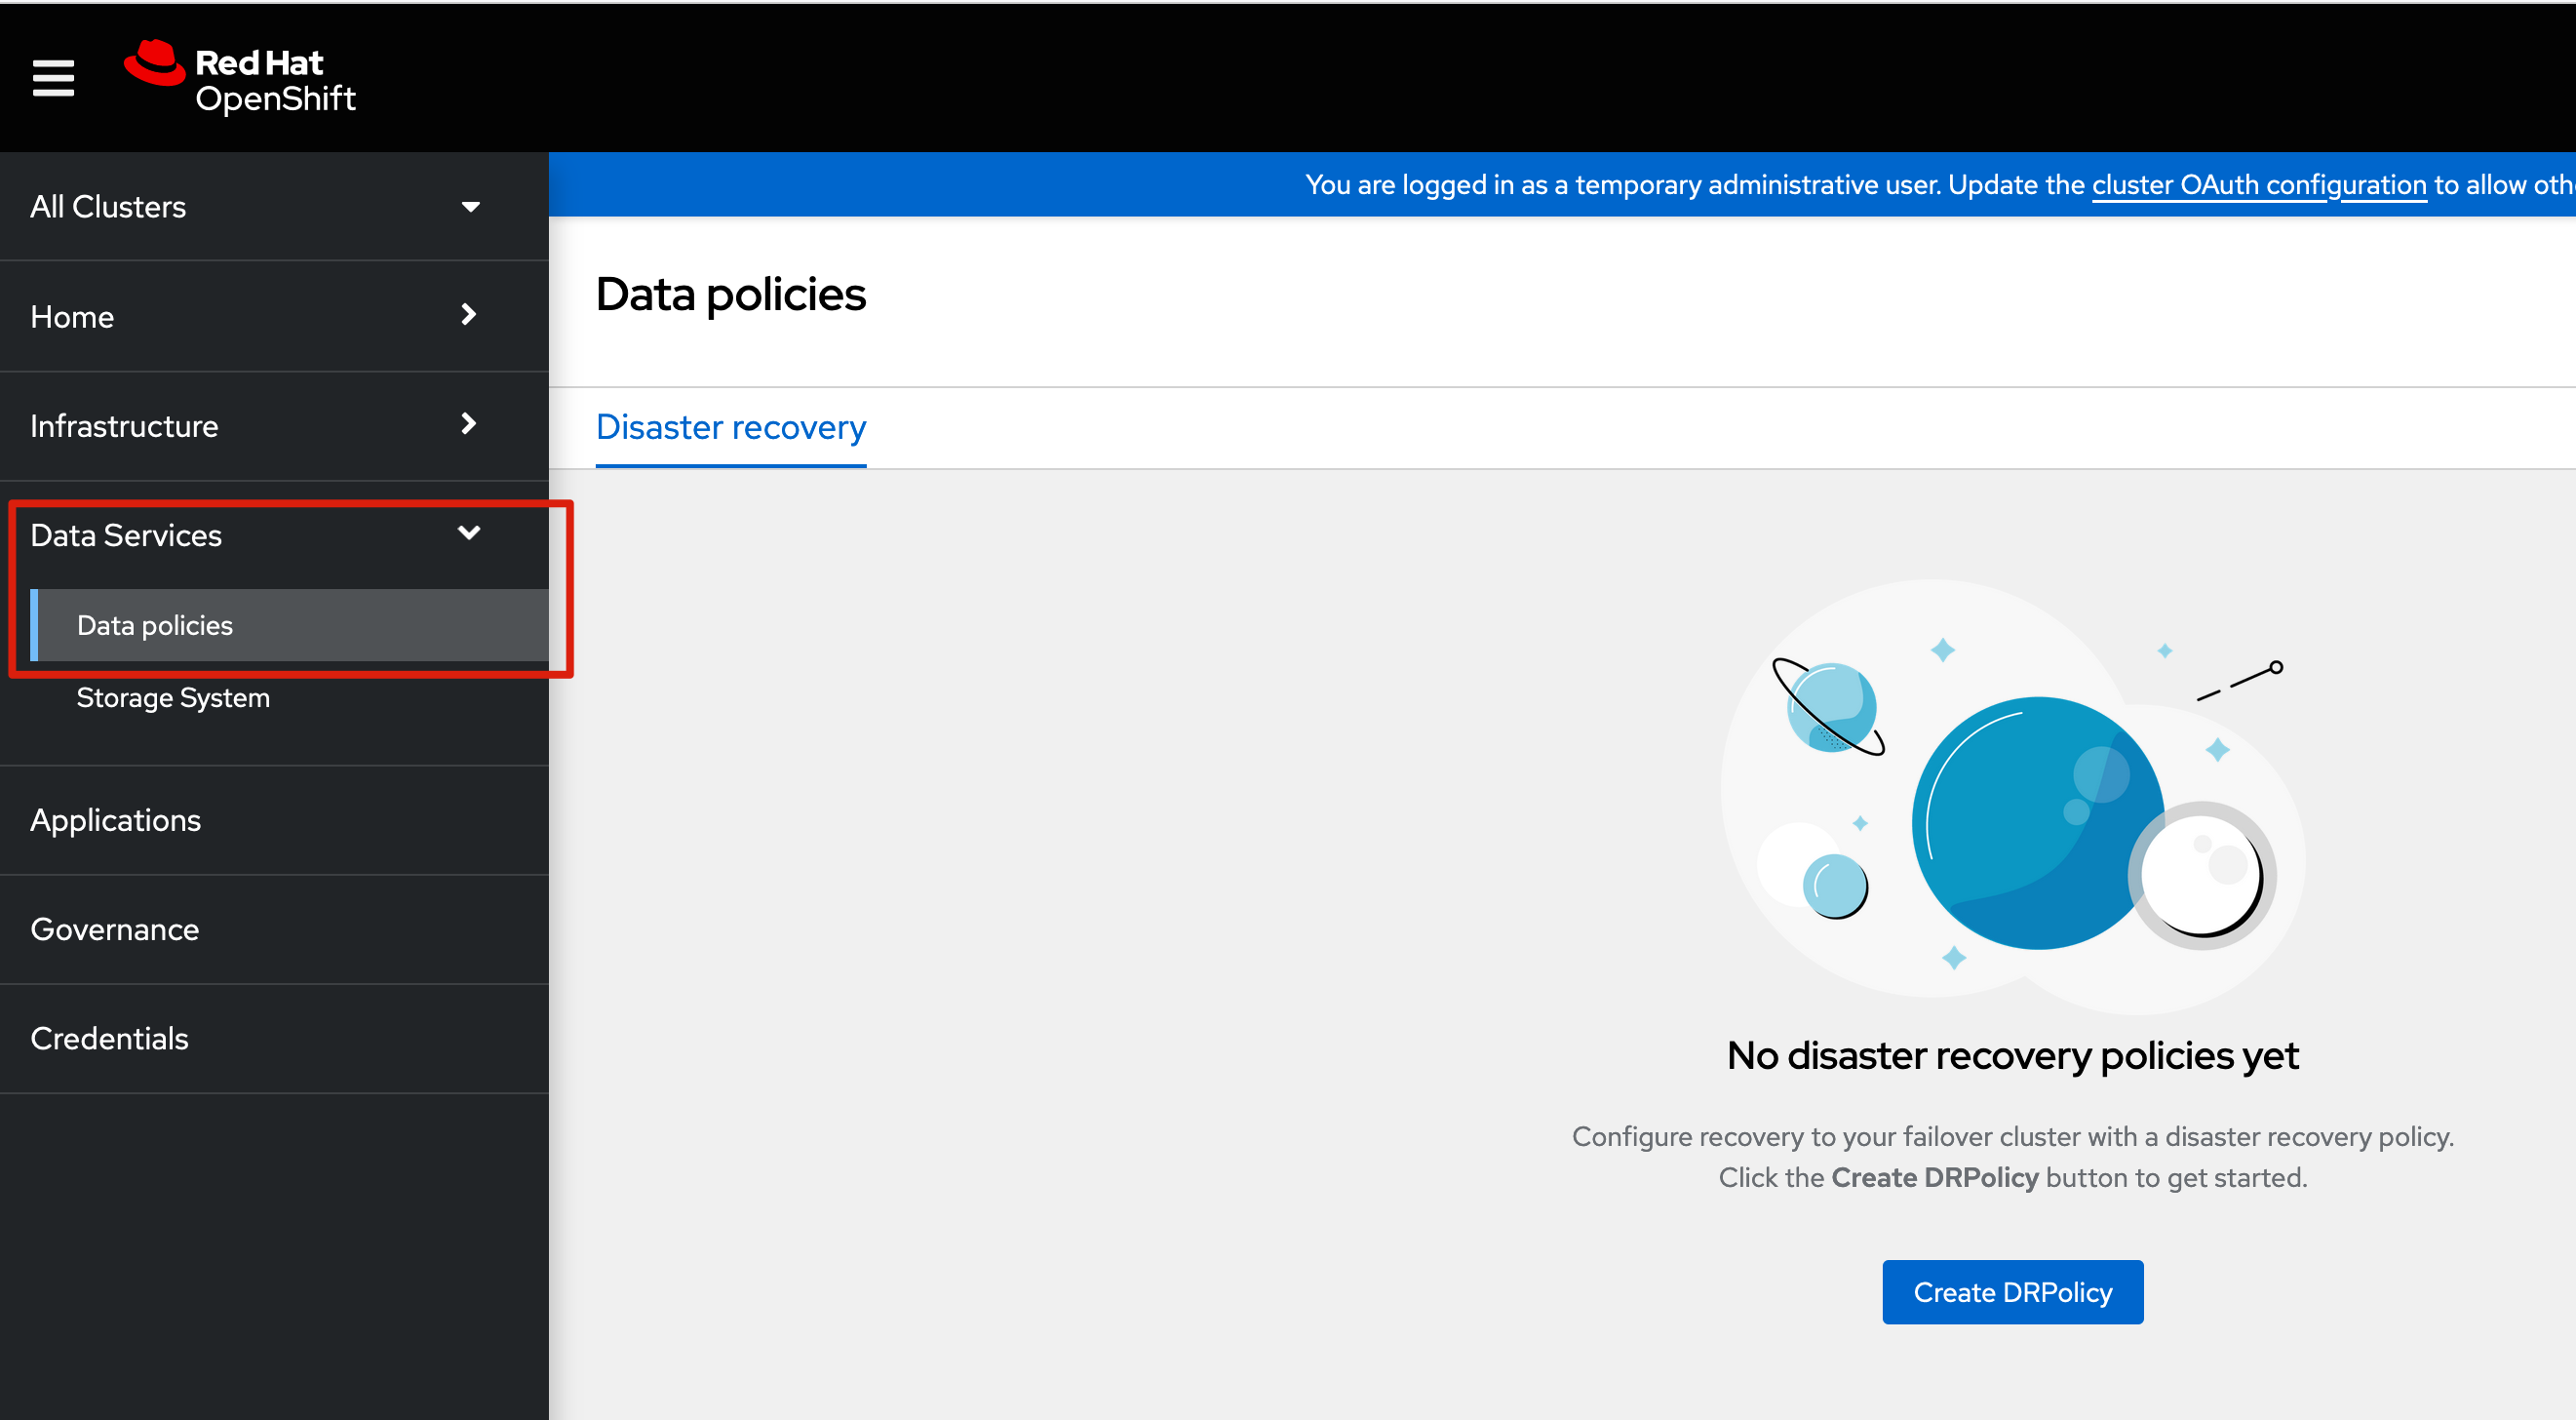 Red Hat
OpenShift
All Clusters
Home
Infrastructure
Data Services
Data policies
Storage System
Applications
Governance
Credentials
You are logged in as a temporary administrative user. Update the cluster OAuth configuration to allow
Data policies
Disaster recovery
No disaster recovery policies yet
Configure recovery to your failover cluster with a disaster recovery policy.
Click the Create DRPolicy button to get started.
Create DRPolicy